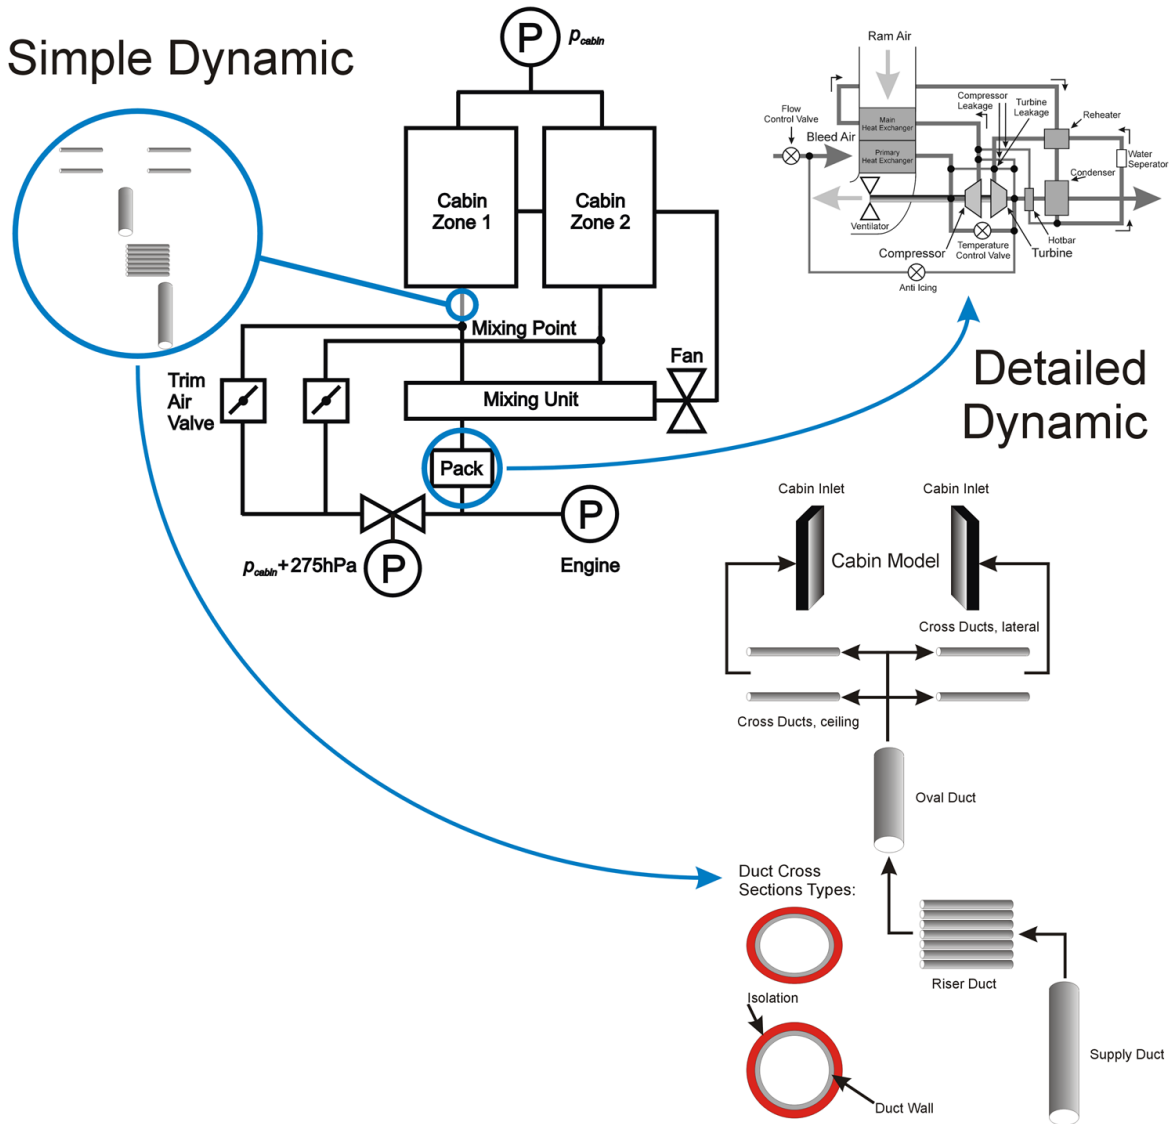 Simple Dynamic
P
pcabin
Cabin
Zone 1
Cabin
Zone 2
Mixing Point
Trim
Air
Valve
Fan
Mixing Unit
Pack
P
pcabin+275hPa
P
Engine
Ram Air
Flow
Control Valve
Compressor
Leakage
Turbine
Leakage
Bleed Air
Main
Heat Exchanger
Primary
Heat Exchanger
Reheater
Water
Seperator
Condenser
Ventilator
Compressor
Temperature
Control Valve
Hotbar
Turbine
Anti Icing
Detailed
Dynamic
Cabin Inlet
Cabin Inlet
Cabin Model
Cross Ducts, lateral
Cross Ducts, ceiling
Oval Duct
Duct Cross
Sections Types:
Riser Duct
Isolation
Supply Duct
Duct Wall